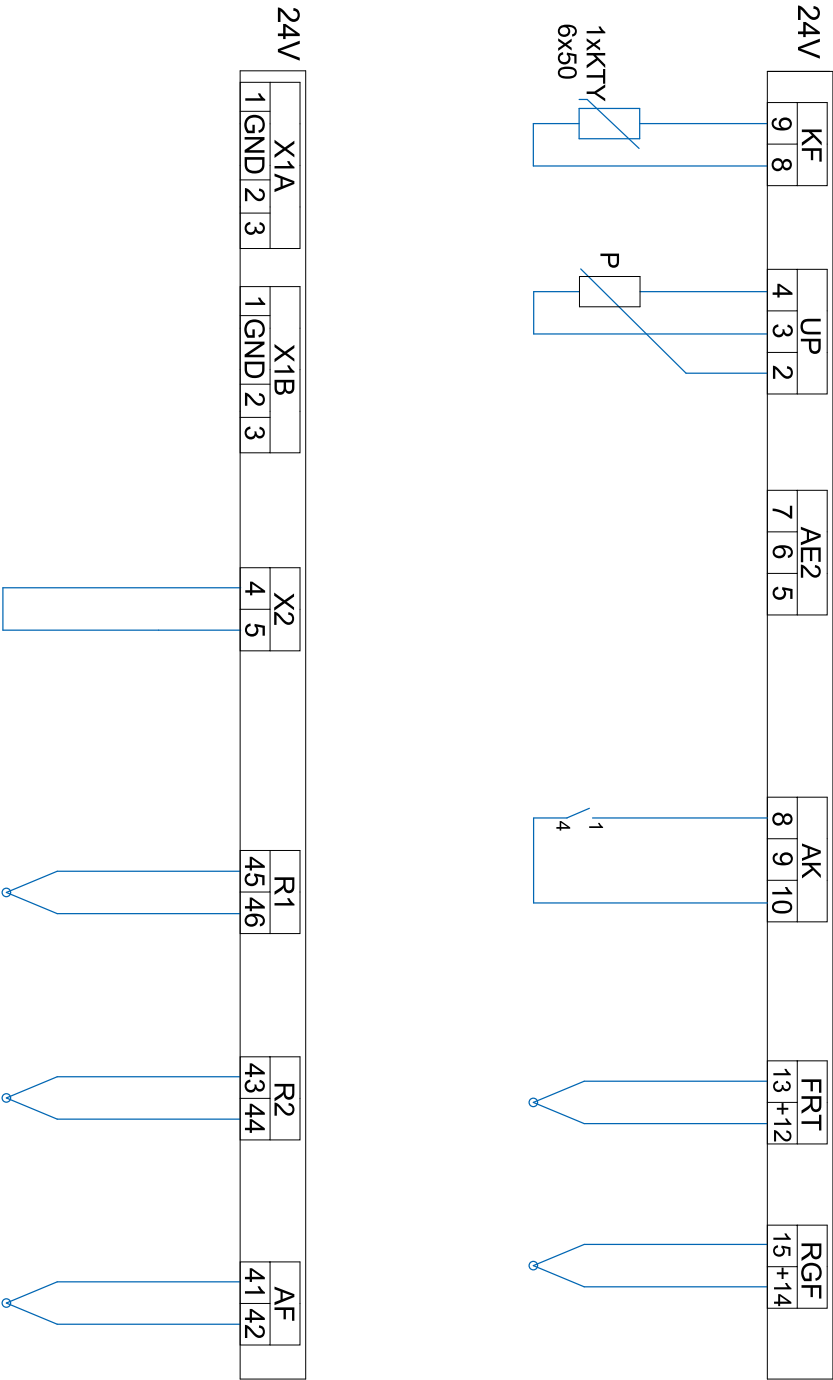 24V
KF
9 8
UP
4 3 2
AE2
7 6 5
AK
8 9 10
FRT
13 +12
RGF
15 +14
1xKTY
6x50
P
1
4
24V
X1A
1 GND 2 3
X1B
1 GND 2 3
X2
4 5
R1
45 46
R2
43 44
AF
41 42